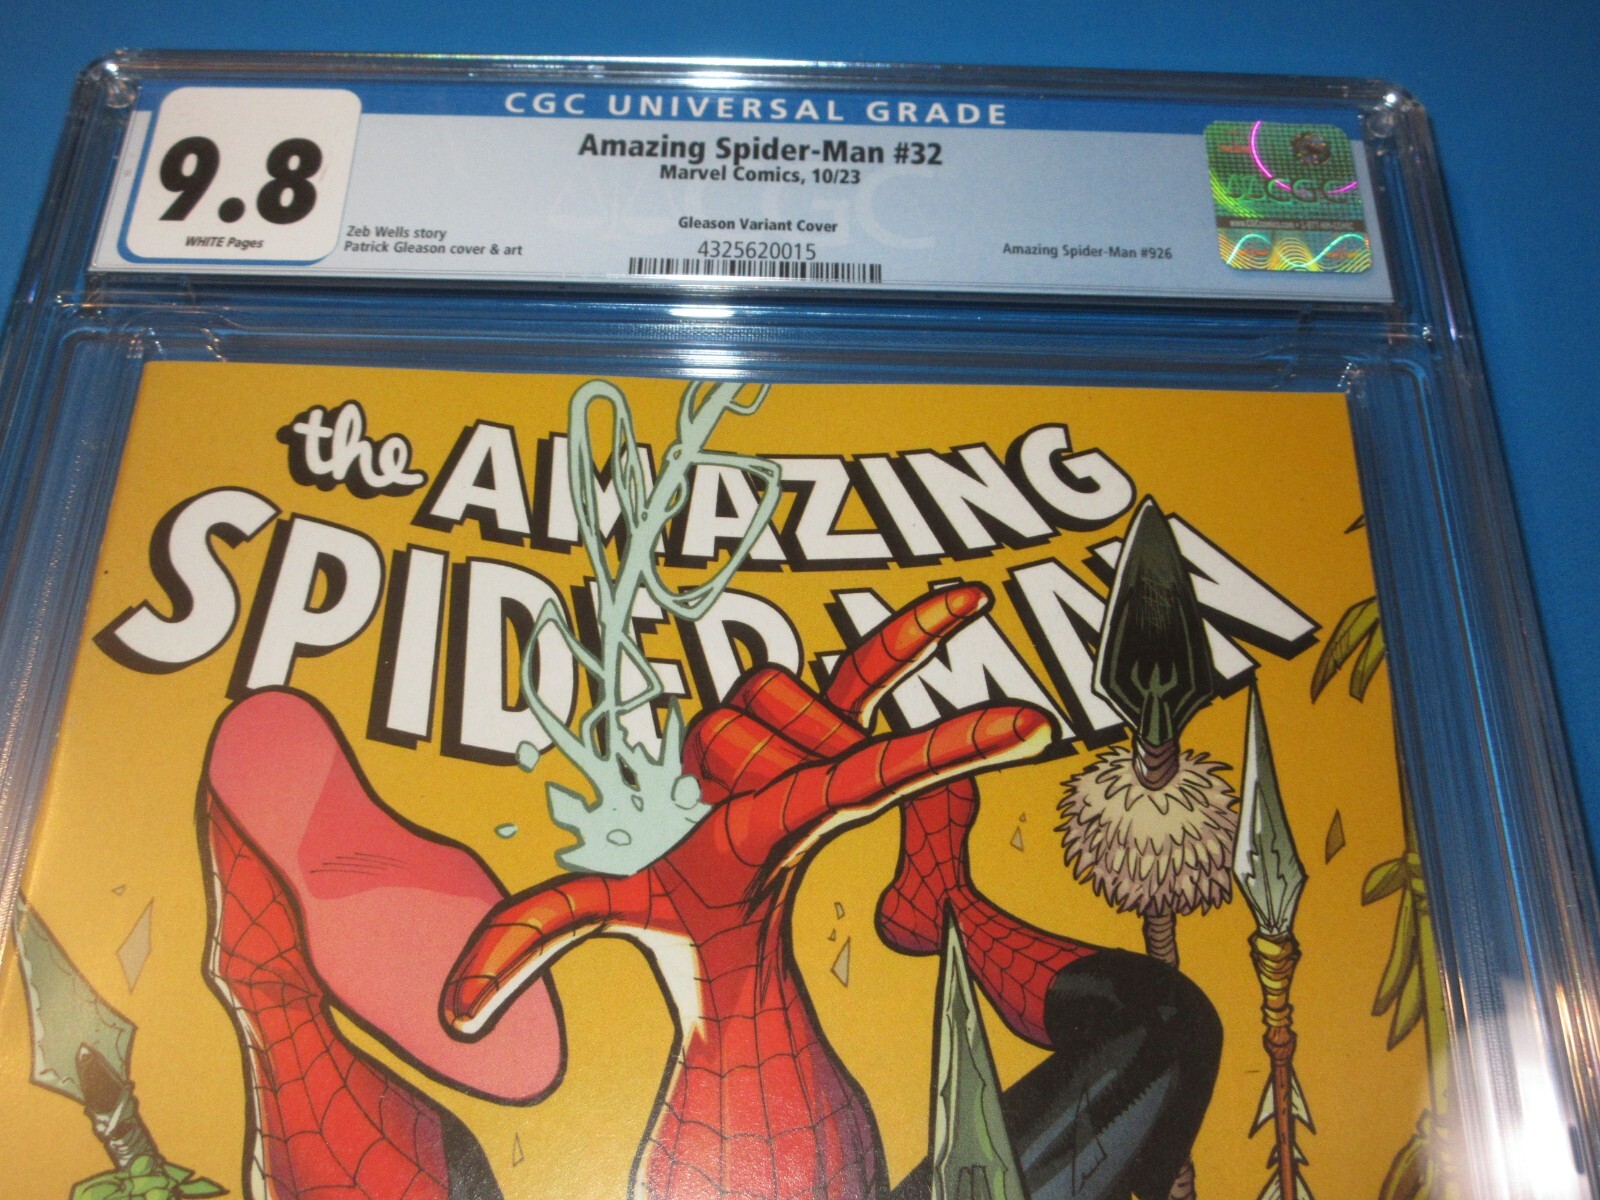 CGC UNIVERSAL GRADE
9.8
WHITE Pages
Amazing Spider-Man #32
Marvel Comics, 10/23
Zeb Wells story
Patrick Gleason cover & art
Gleason Variant Cover
4325620015
Amazing Spider-Man #926
CGC
the AMAZING
SPIDER-MAN